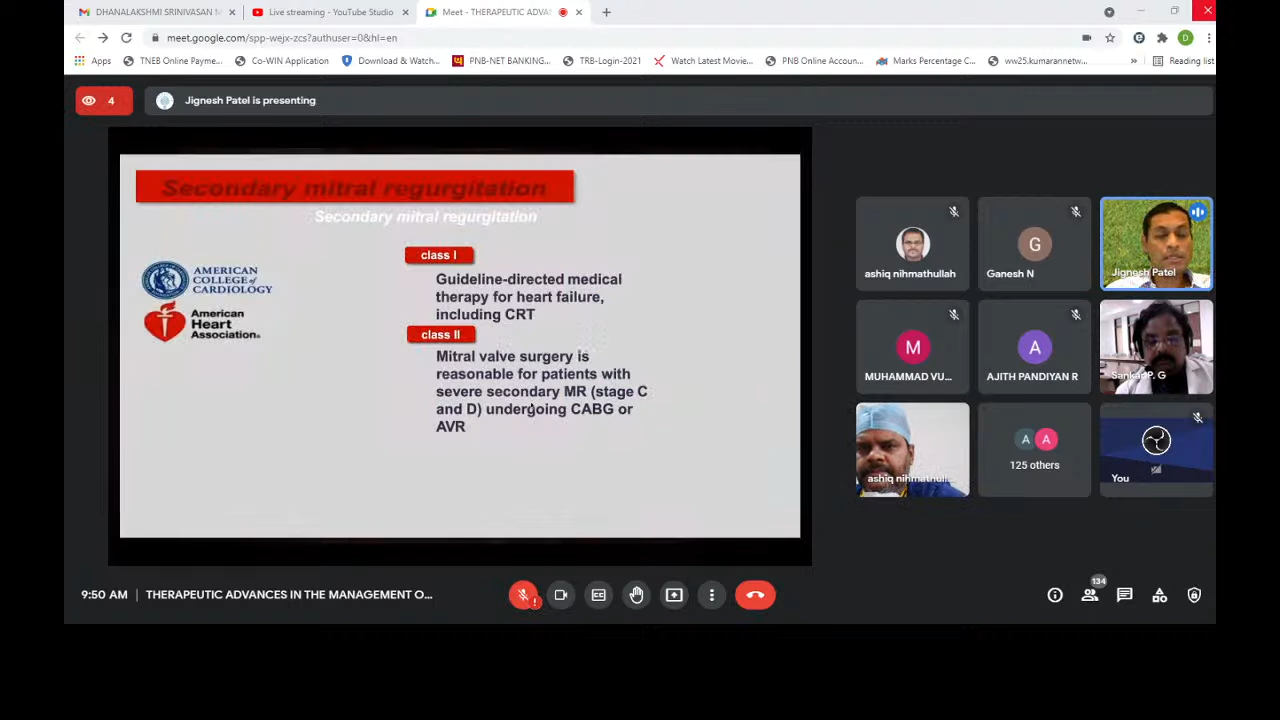 DHANALAKSHMI SRINIVASAN M
Live streaming - YouTube Studio
Meet - THERAPEUTIC ADVAN
meet.google.com/spp-wejx-zcs?authuser=0&hl=en
D
Apps
TNEB Online Payme...
Co-WIN Application
Download & Watch...
PNB-NET BANKING...
TRB-Login-2021
Watch Latest Movie...
PNB Online Accoun...
Marks Percentage C...
ww25.kumarannetw...
»
Reading list
4
Jignesh Patel is presenting
Secondary mitral regurgitation
Secondary mitral regurgitation
AMERICAN
COLLEGE of
CARDIOLOGY
American
Heart
Association®
class I
Guideline-directed medical
therapy for heart failure,
including CRT
class II
Mitral valve surgery is
reasonable for patients with
severe secondary MR (stage C
and D) undergoing CABG or
AVR
ashiq nihmathullah
G
Ganesh N
Jignesh Patel
M
MUHAMMAD VU...
A
AJITH PANDIYAN R
Sankar P. G
ashiq nihmathull...
A A
125 others
You
9:50 AM | THERAPEUTIC ADVANCES IN THE MANAGEMENT O...
134